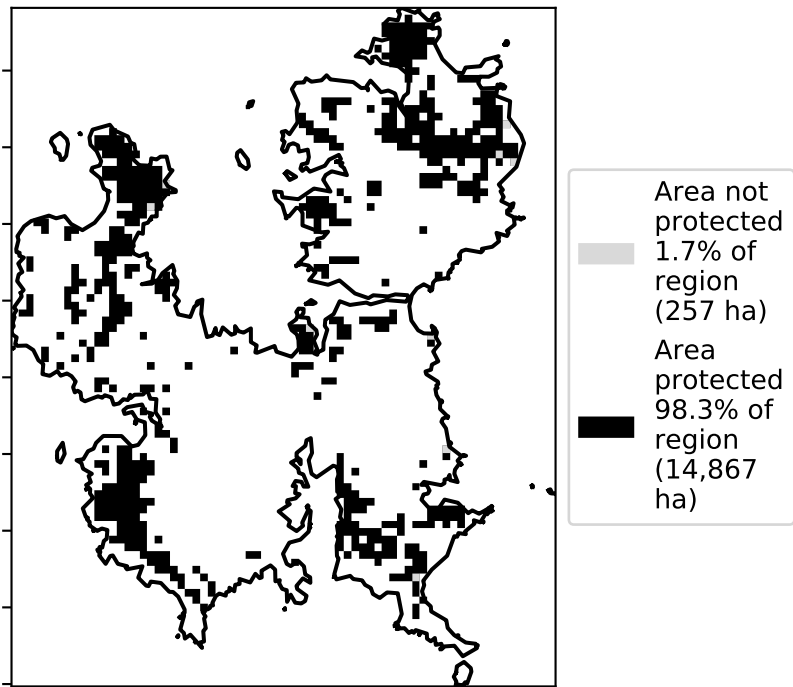 Area not
protected
1.7% of
region
(257 ha)
Area
protected
98.3% of
region
(14,867
ha)